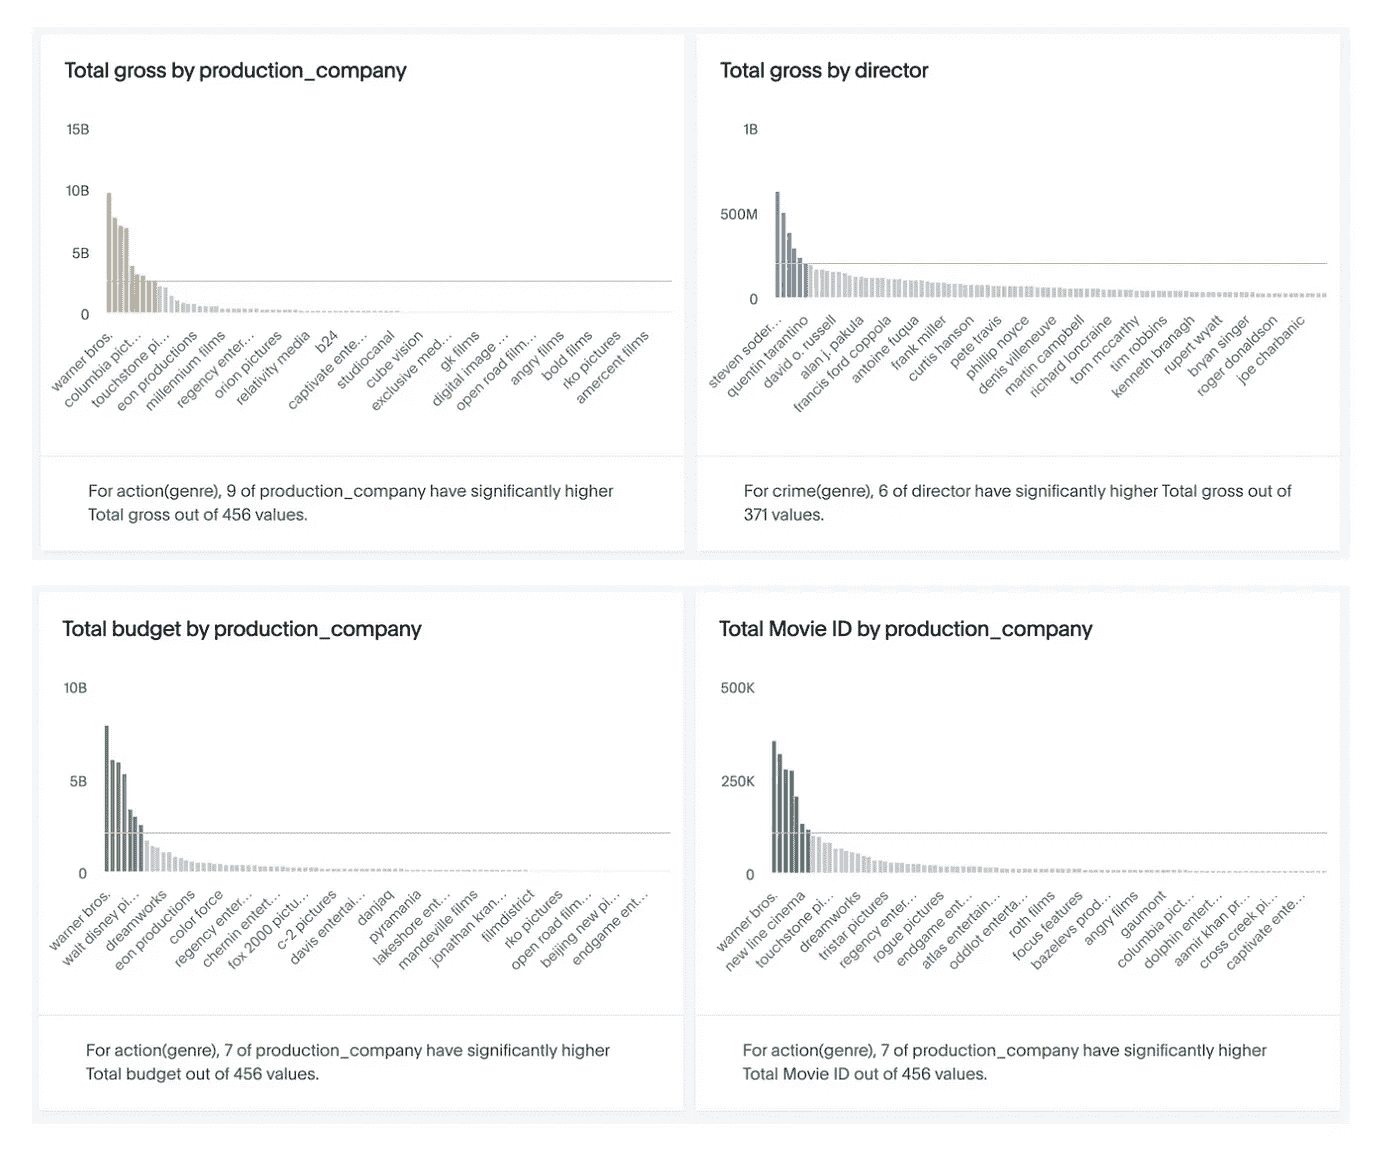 Total gross by production_company
15B
10B
5B
0
warner bros.
columbia pict...
touchstone pi...
eon productions
millennium films
regency enter...
orion pictures
relativity media
b24
captivate ente...
studiocanal
cube vision
exclusive med...
gk films
digital image ...
open road film...
angry films
bold films
rko pictures
amercent films
For action(genre), 9 of production_company have significantly higher
Total gross out of 456 values.
Total gross by director
1B
500M
0
steven soder...
quentin tarantino
david o. russell
alan j. pakula
francis ford coppola
antoine fuqua
frank miller
curtis hanson
pete travis
phillip noyce
denis villeneuve
martin campbell
richard loncraine
tom mccarthy
tim robbins
kenneth branagh
rupert wyatt
bryan singer
roger donaldson
joe charbanic
For crime(genre), 6 of director have significantly higher Total gross out of
371 values.
Total budget by production_company
10B
5B
0
warner bros.
walt disney pi...
dreamworks
eon productions
color force
regency enter...
chernin entert...
fox 2000 pictu...
c-2 pictures
davis entertai...
danjaq
pyramania
lakeshore ent...
mandeville films
jonathan kran...
filmdistrict
rko pictures
open road film...
beijing new pi...
endgame ent...
For action(genre), 7 of production_company have significantly higher
Total budget out of 456 values.
Total Movie ID by production_company
500K
250K
0
warner bros.
new line cinema
touchstone pi...
dreamworks
tristar pictures
regency enter...
rogue pictures
endgame ent...
atlas entertain...
oddlot enterta...
roth films
focus features
bazelevs prod...
angry films
gaumont
columbia pict...
dolphin entert...
aamir khan pr...
cross creek pi...
captivate ente...
For action(genre), 7 of production_company have significantly higher
Total Movie ID out of 456 values.